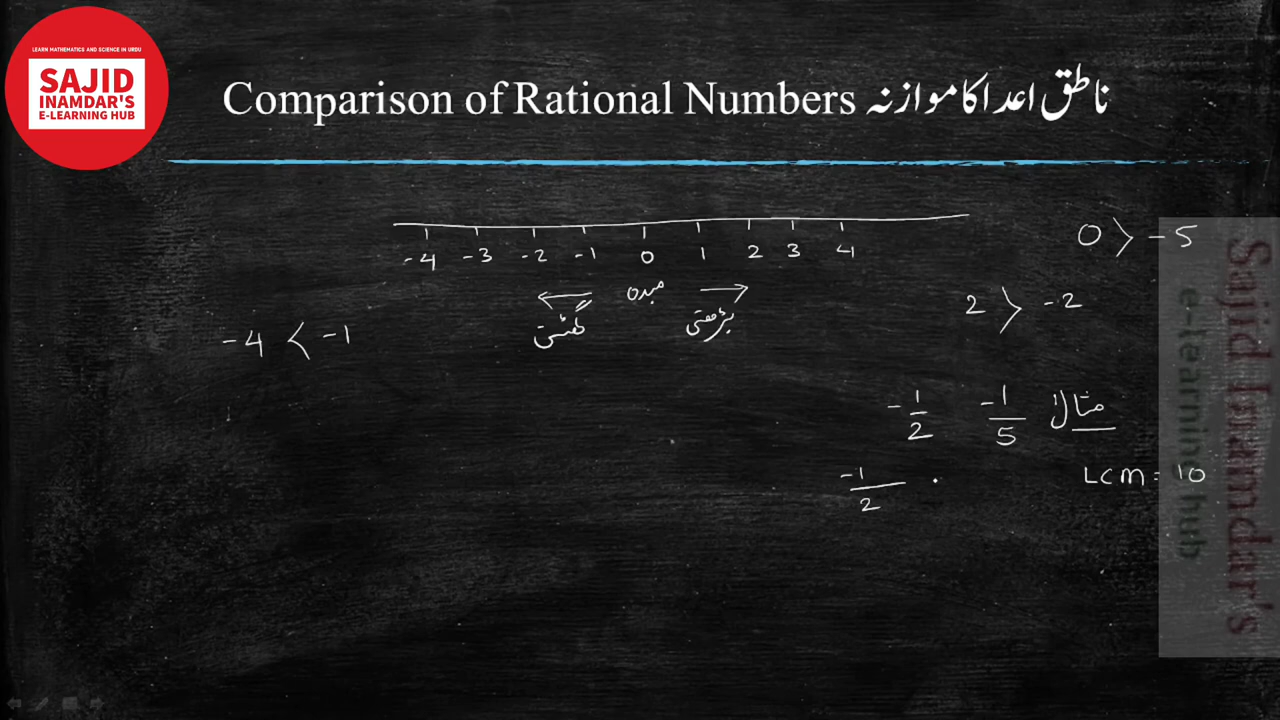 LEARN MATHEMATICS AND SCIENCE IN URDU
SAJID
INAMDAR'S
E-LEARNING HUB
Comparison of Rational Numbers ناطق اعداد کا موازنہ
-4 -3 -2 -1 0 1 2 3 4
0 > -5
← مبدہ →
گھٹتی بڑھتی
2 > -2
-4 < -1
مثال -1/5 -1/2
LCM = 10
-1/2
Sajid Inamdar's
e-learning hub